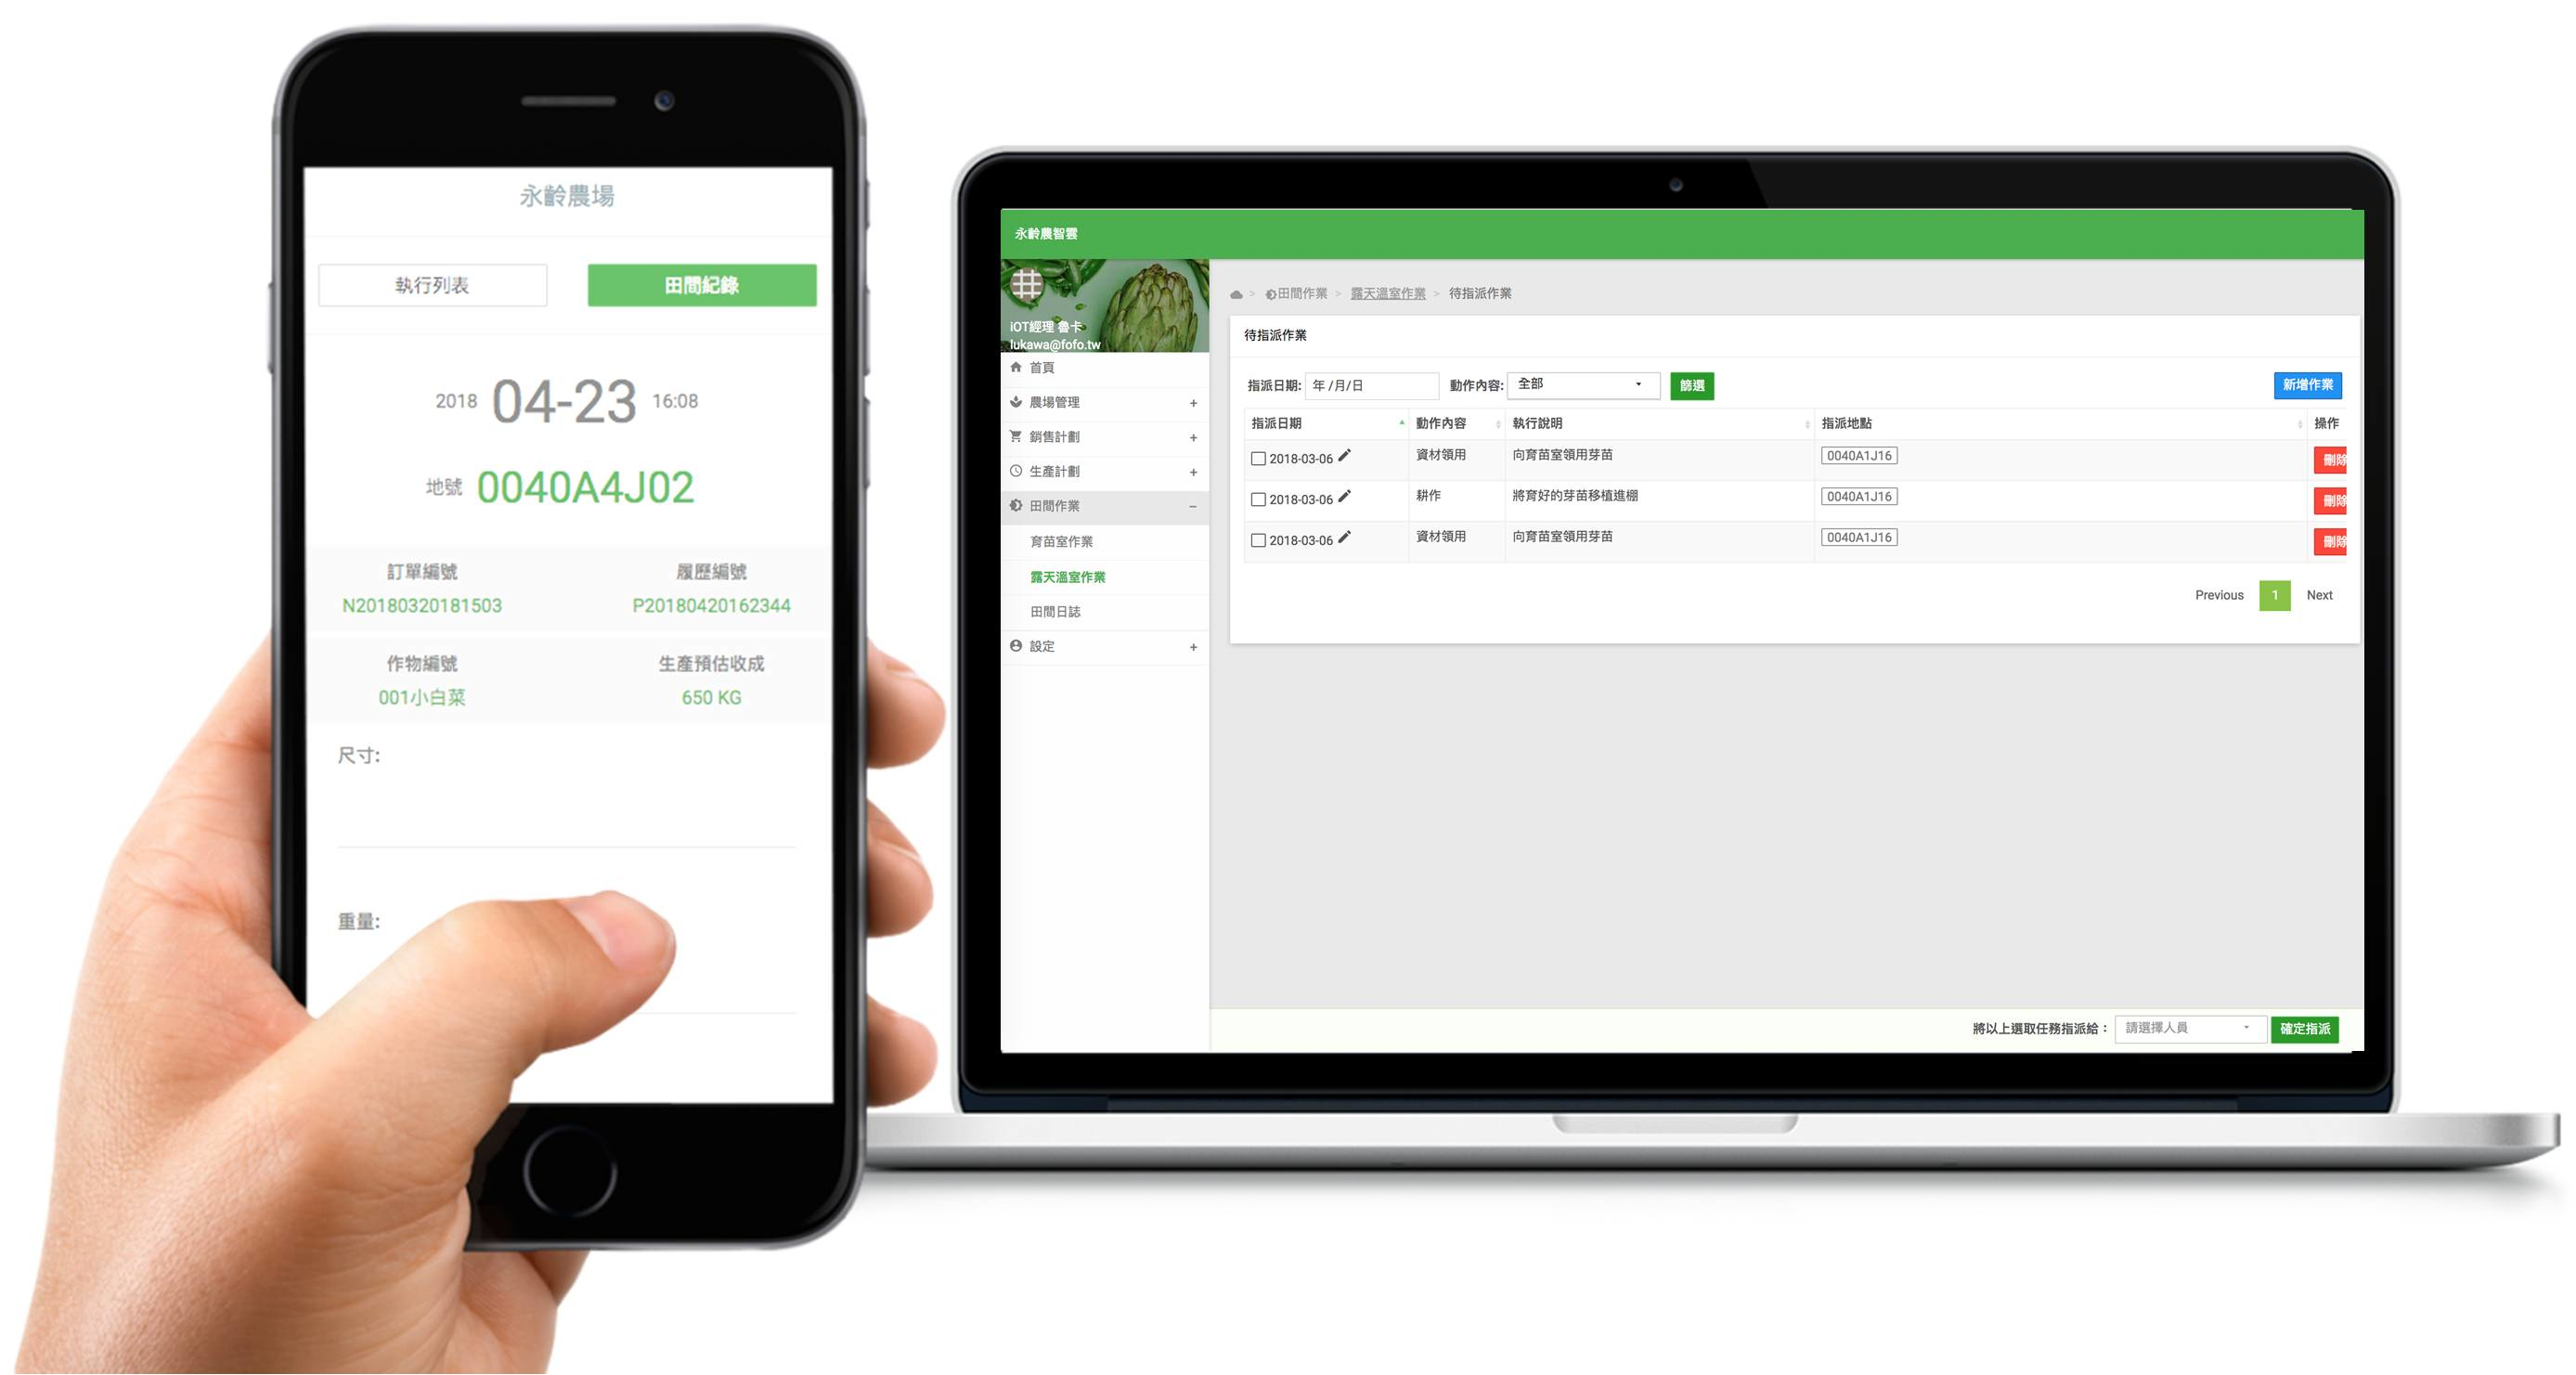 永齡農場
執行列表 田間紀錄
2018 04-23 16:08
地號 0040A4J02
訂單編號 履歷編號
N20180320181503 P20180420162344
作物編號 生產預估收成
001小白菜 650 KG
尺寸:
重量:
永齡農智雲
iOT經理 魯卡
lukawa@fofo.tw
首頁
農場管理 +
銷售計劃 +
生產計劃 +
田間作業 −
育苗室作業
露天溫室作業
田間日誌
設定 +
> 田間作業 > 露天溫室作業 > 待指派作業
待指派作業
指派日期: 年 /月/日 動作內容: 全部 篩選 新增作業
指派日期 動作內容 執行說明 指派地點 操作
2018-03-06 資材領用 向育苗室領用芽苗 0040A1J16 刪除
2018-03-06 耕作 將育好的芽苗移植進棚 0040A1J16 刪除
2018-03-06 資材領用 向育苗室領用芽苗 0040A1J16 刪除
Previous 1 Next
將以上選取任務指派給： 請選擇人員 確定指派